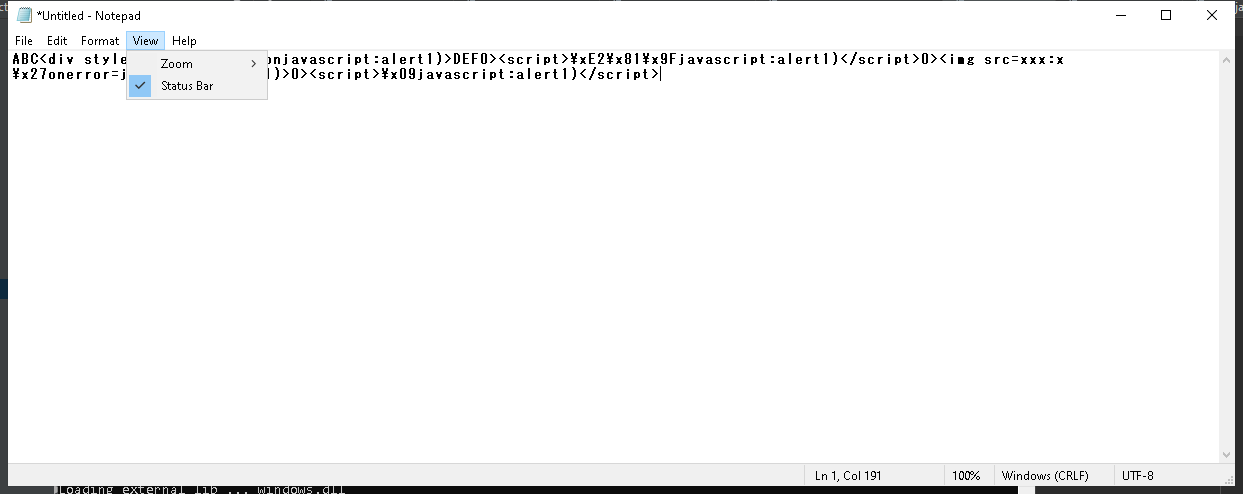 *Untitled - Notepad
File Edit Format View Help
ABC<div style onjavascript:alert1)>DEF0><script>¥xE2¥x81¥x9Fjavascript:alert1)</script>0><img src=xxx:x
¥x27onerror=j 1)>0><script>¥x09javascript:alert1)</script>
Zoom
Status Bar
Ln 1, Col 191 100% Windows (CRLF) UTF-8
Loading external lib ... windows.dll